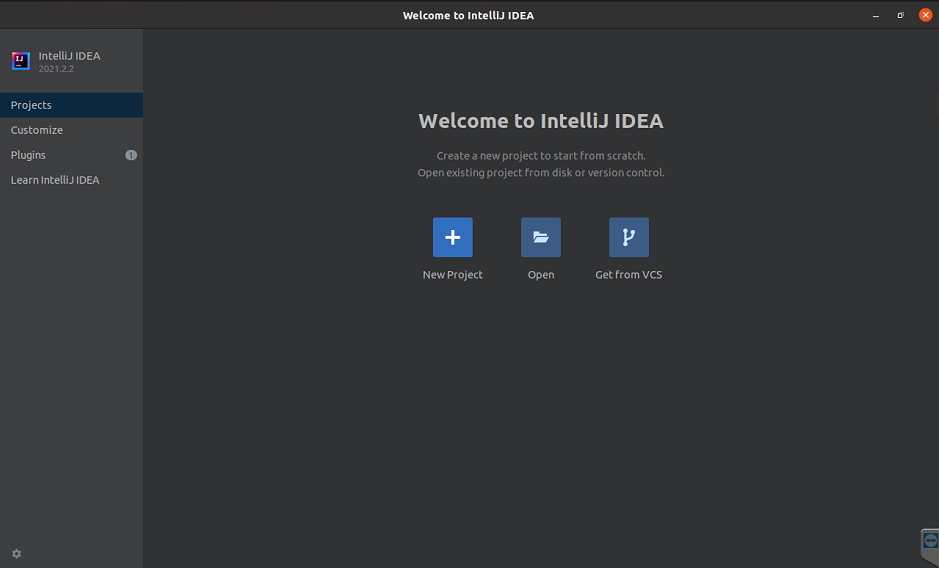 Welcome to IntelliJ IDEA
IJ
IntelliJ IDEA
2021.2.2
Projects
Customize
Plugins
1
Learn IntelliJ IDEA
Welcome to IntelliJ IDEA
Create a new project to start from scratch.
Open existing project from disk or version control.
New Project
Open
Get from VCS